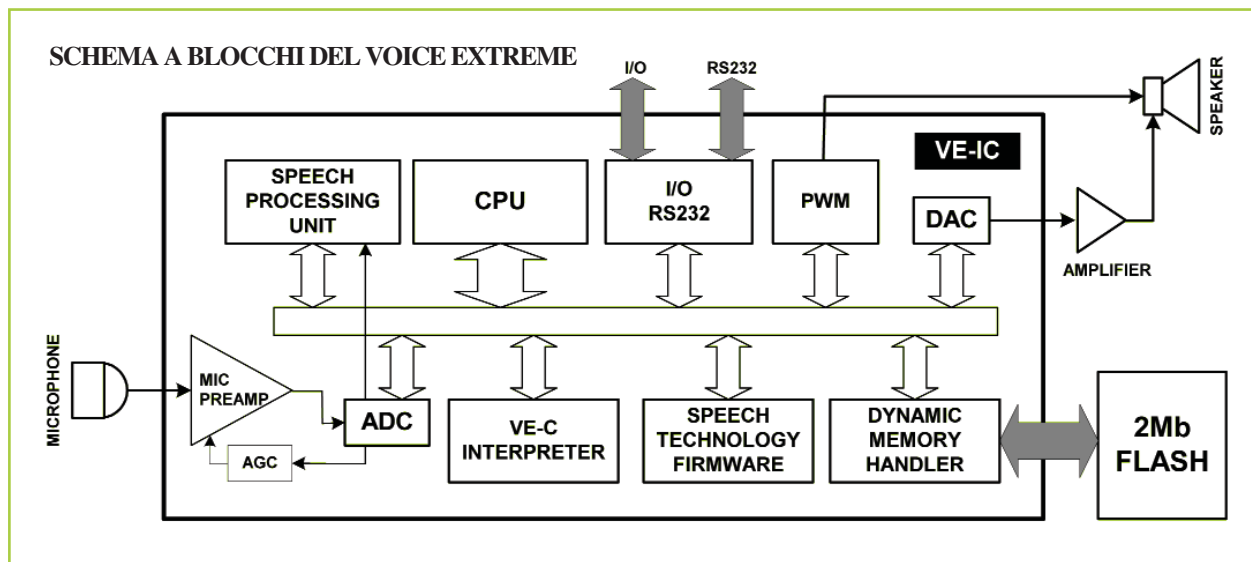 SCHEMA A BLOCCHI DEL VOICE EXTREME
I/O
RS232
SPEAKER
VE-IC
SPEECH
PROCESSING
UNIT
CPU
I/O
RS232
PWM
DAC
AMPLIFIER
MICROPHONE
MIC
PREAMP
ADC
AGC
VE-C
INTERPRETER
SPEECH
TECHNOLOGY
FIRMWARE
DYNAMIC
MEMORY
HANDLER
2Mb
FLASH